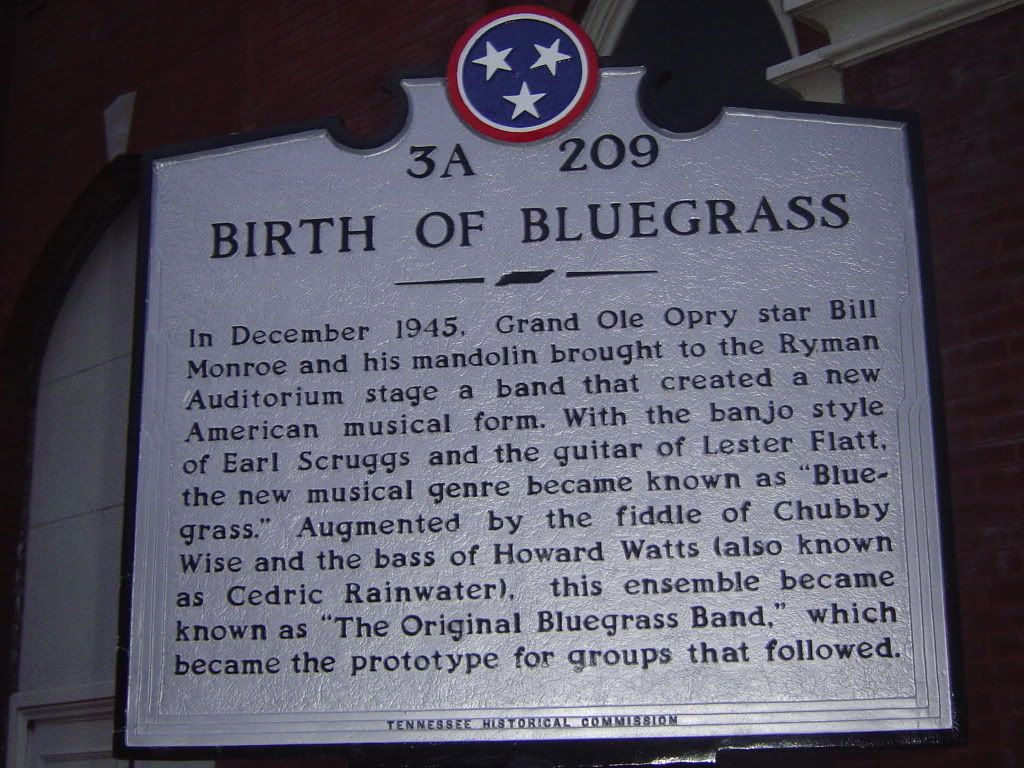 3A 209
BIRTH OF BLUEGRASS
In December 1945, Grand Ole Opry star Bill
Monroe and his mandolin brought to the Ryman
Auditorium stage a band that created a new
American musical form. With the banjo style
of Earl Scruggs and the guitar of Lester Flatt,
the new musical genre became known as “Blue-
grass.” Augmented by the fiddle of Chubby
Wise and the bass of Howard Watts (also known
as Cedric Rainwater), this ensemble became
known as “The Original Bluegrass Band,” which
became the prototype for groups that followed.
TENNESSEE HISTORICAL COMMISSION